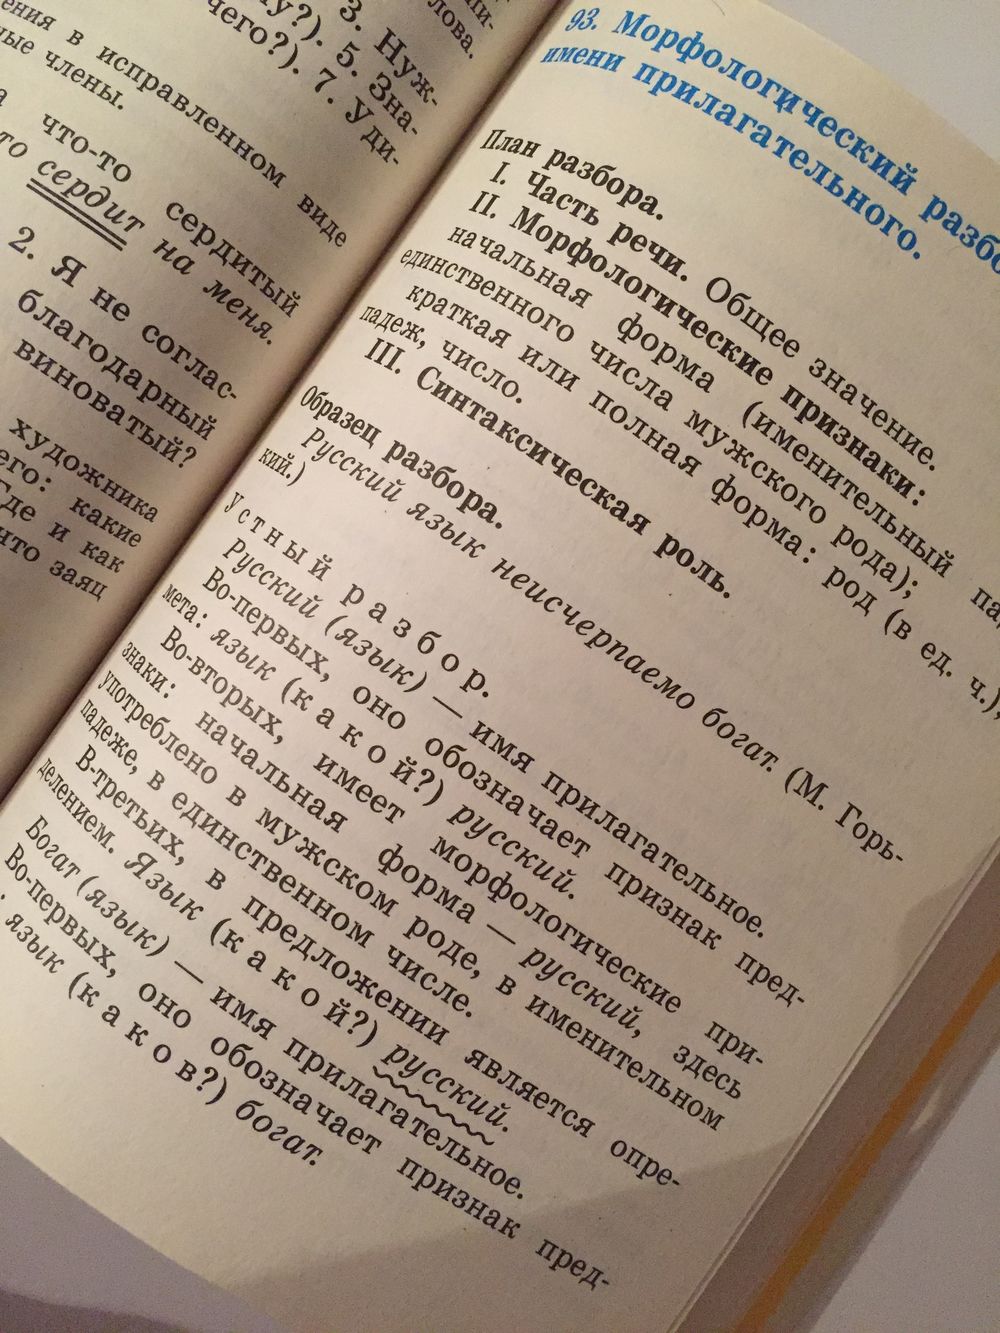 3. Нуж-
чего?). 5. Зна-
7. Уди-
в исправленном виде
члены.
что-то сердитый
сердит на меня.
2. Я не соглас-
благодарный
виноватый?
художника
какие
и как
что заяц
93. Морфологический
имени прилагательного.
План разбора.
I. Часть речи. Общее значение.
II. Морфологические признаки:
начальная форма (именительный
единственного числа мужского рода);
краткая или полная форма: род (в ед. ч.),
падеж, число.
III. Синтаксическая роль.
Образец разбора.
Русский язык неисчерпаемо богат. (М. Горь-
кий.)
Устный разбор.
Русский (язык) — имя прилагательное.
Во-первых, оно обозначает признак пред-
мета: язык (какой?) русский.
Во-вторых, имеет морфологические при-
знаки: начальная форма — русский, здесь
употреблено в мужском роде, в именительном
падеже, в единственном числе.
В-третьих, в предложении является опре-
делением. Язык (какой?) русский.
Богат (язык) — имя прилагательное.
Во-первых, оно обозначает признак пред-
язык (каков?) богат.